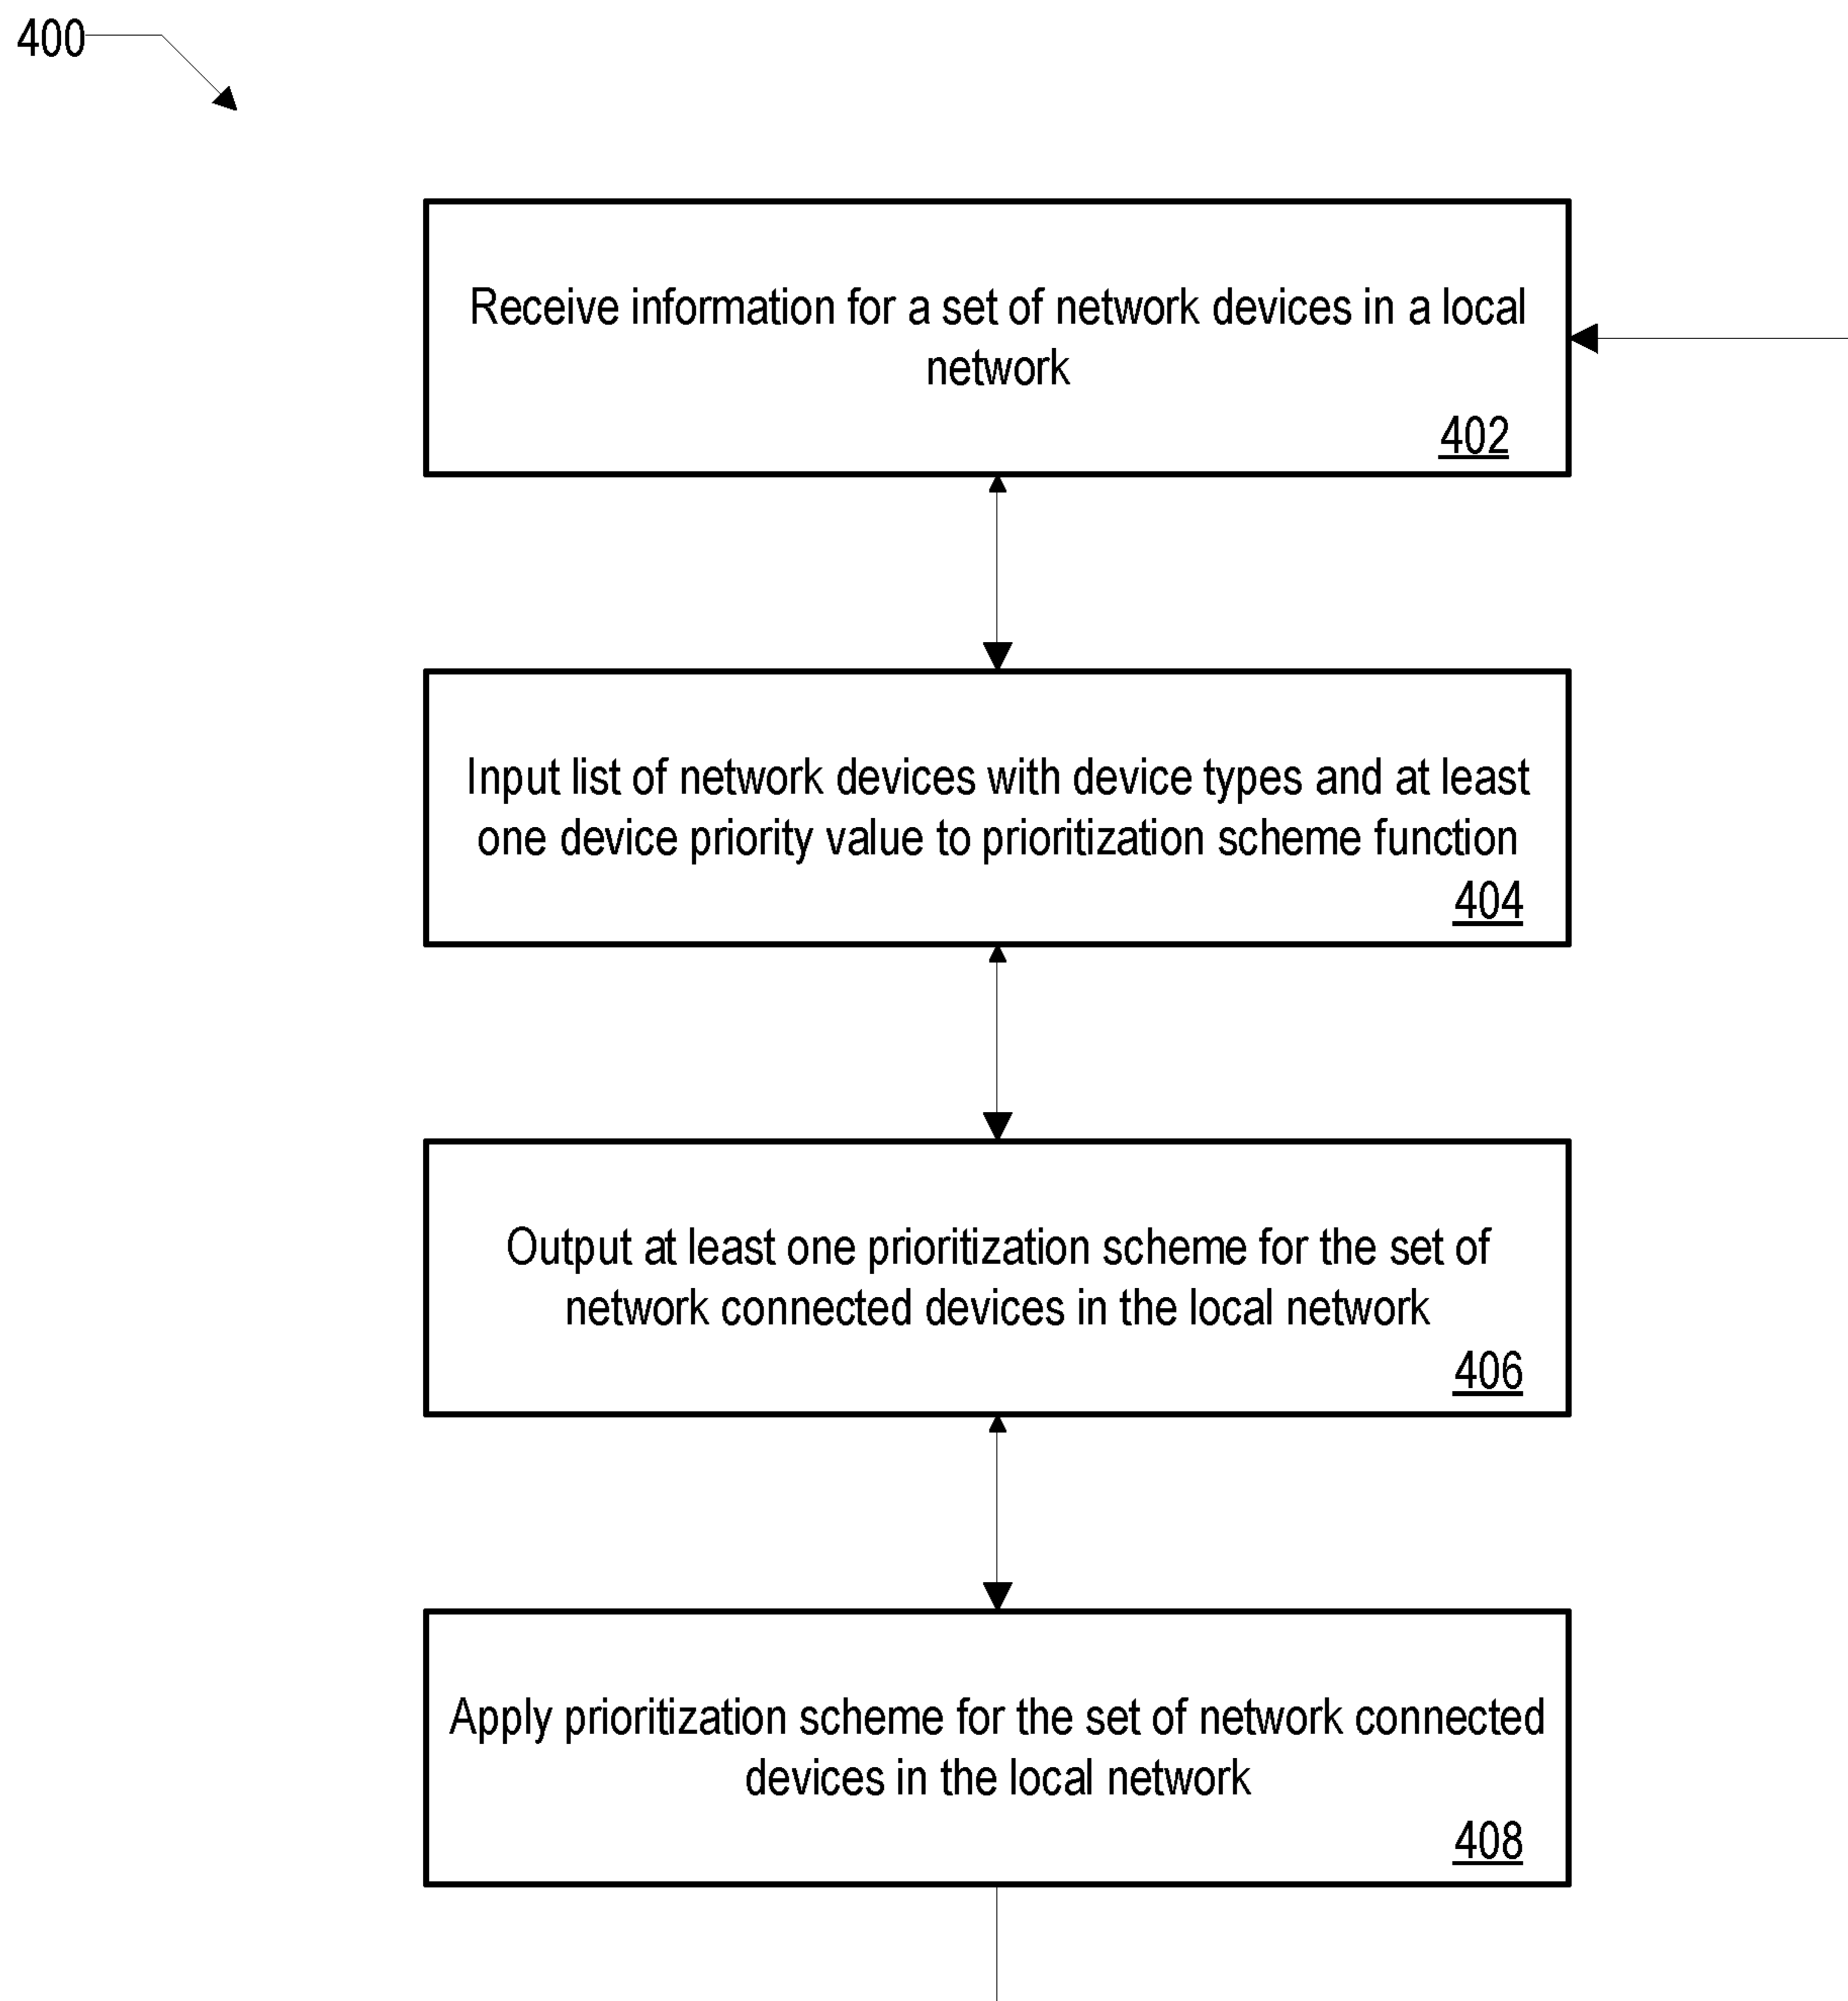 400
Receive information for a set of network devices in a local
network
402
Input list of network devices with device types and at least
one device priority value to prioritization scheme function
404
Output at least one prioritization scheme for the set of
network connected devices in the local network
406
Apply prioritization scheme for the set of network connected
devices in the local network
408